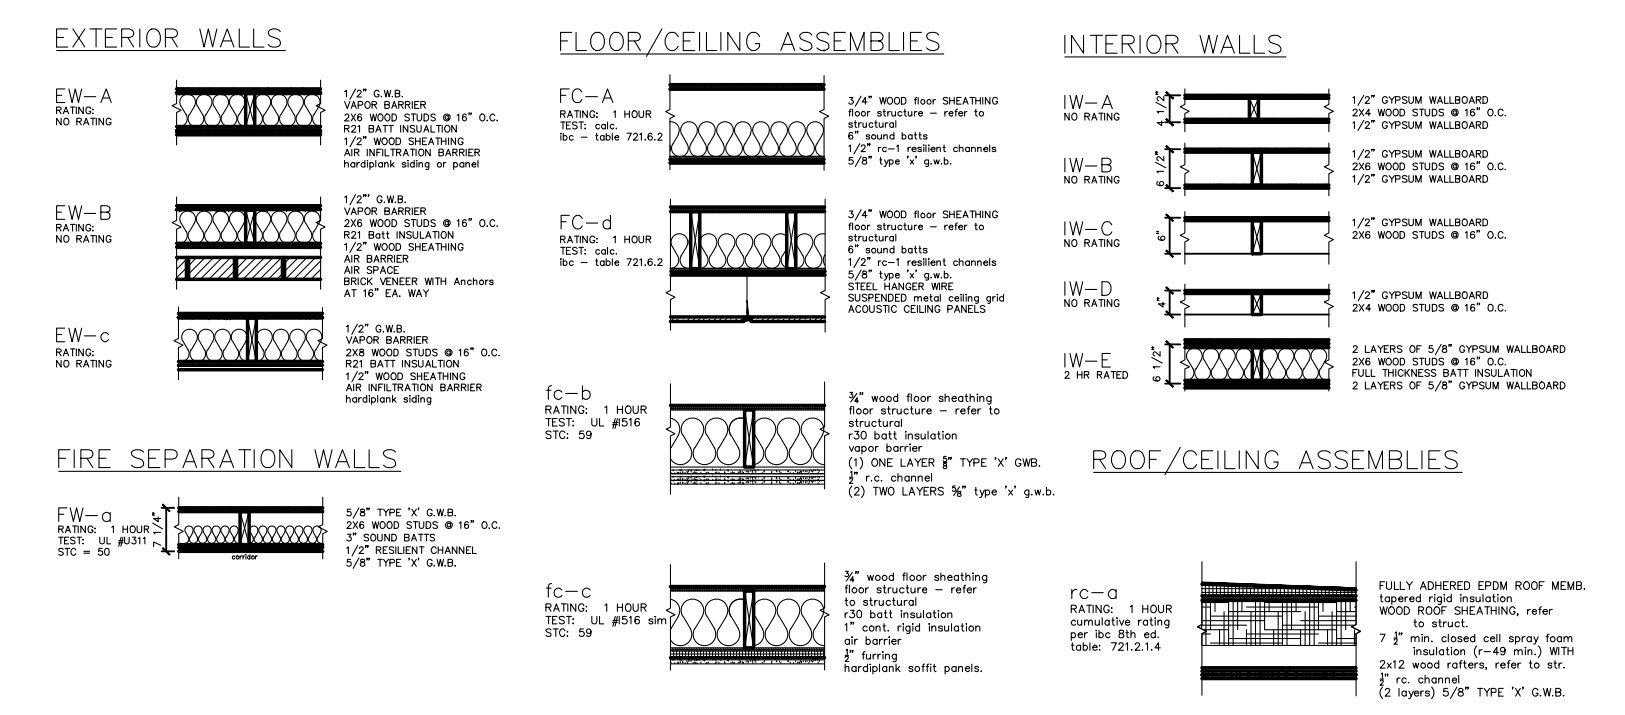 EXTERIOR WALLS
EW-A
RATING:
NO RATING
1/2" G.W.B.
VAPOR BARRIER
2X6 WOOD STUDS @ 16" O.C.
R21 BATT INSUALTION
1/2" WOOD SHEATHING
AIR INFILTRATION BARRIER
hardiplank siding or panel
EW-B
RATING:
NO RATING
1/2"' G.W.B.
VAPOR BARRIER
2X6 WOOD STUDS @ 16" O.C.
R21 Batt INSULATION
1/2" WOOD SHEATHING
AIR BARRIER
AIR SPACE
BRICK VENEER WITH Anchors
AT 16" EA. WAY
EW-c
RATING:
NO RATING
1/2" G.W.B.
VAPOR BARRIER
2X8 WOOD STUDS @ 16" O.C.
R21 BATT INSUALTION
1/2" WOOD SHEATHING
AIR INFILTRATION BARRIER
hardiplank siding
FIRE SEPARATION WALLS
FW-a
RATING: 1 HOUR
TEST: UL #U311
STC = 50
7 1/4"
corridor
5/8" TYPE 'X' G.W.B.
2X6 WOOD STUDS @ 16" O.C.
3" SOUND BATTS
1/2" RESILIENT CHANNEL
5/8" TYPE 'X' G.W.B.
FLOOR/CEILING ASSEMBLIES
FC-A
RATING: 1 HOUR
TEST: calc.
ibc - table 721.6.2
3/4" WOOD floor SHEATHING
floor structure - refer to
structural
6" sound batts
1/2" rc-1 resilient channels
5/8" type 'x' g.w.b.
FC-d
RATING: 1 HOUR
TEST: calc.
ibc - table 721.6.2
3/4" WOOD floor SHEATHING
floor structure - refer to
structural
6" sound batts
1/2" rc-1 resilient channels
5/8" type 'x' g.w.b.
STEEL HANGER WIRE
SUSPENDED metal ceiling grid
ACOUSTIC CEILING PANELS
fc-b
RATING: 1 HOUR
TEST: UL #I516
STC: 59
¾" wood floor sheathing
floor structure - refer to
structural
r30 batt insulation
vapor barrier
(1) ONE LAYER ⅝" TYPE 'X' GWB.
½" r.c. channel
(2) TWO LAYERS ⅝" type 'x' g.w.b.
fc-c
RATING: 1 HOUR
TEST: UL #I516 sim
STC: 59
¾" wood floor sheathing
floor structure - refer
to structural
r30 batt insulation
1" cont. rigid insulation
air barrier
½" furring
hardiplank soffit panels.
INTERIOR WALLS
IW-A
NO RATING
4 1/2"
1/2" GYPSUM WALLBOARD
2X4 WOOD STUDS @ 16" O.C.
1/2" GYPSUM WALLBOARD
IW-B
NO RATING
6 1/2"
1/2" GYPSUM WALLBOARD
2X6 WOOD STUDS @ 16" O.C.
1/2" GYPSUM WALLBOARD
IW-C
NO RATING
6"
1/2" GYPSUM WALLBOARD
2X6 WOOD STUDS @ 16" O.C.
IW-D
NO RATING
4"
1/2" GYPSUM WALLBOARD
2X4 WOOD STUDS @ 16" O.C.
IW-E
2 HR RATED
6 1/2"
2 LAYERS OF 5/8" GYPSUM WALLBOARD
2X6 WOOD STUDS @ 16" O.C.
FULL THICKNESS BATT INSULATION
2 LAYERS OF 5/8" GYPSUM WALLBOARD
ROOF/CEILING ASSEMBLIES
rc-a
RATING: 1 HOUR
cumulative rating
per ibc 8th ed.
table: 721.2.1.4
FULLY ADHERED EPDM ROOF MEMB.
tapered rigid insulation
WOOD ROOF SHEATHING, refer
to struct.
7 ½" min. closed cell spray foam
insulation (r-49 min.) WITH
2x12 wood rafters, refer to str.
½" rc. channel
(2 layers) 5/8" TYPE 'X' G.W.B.